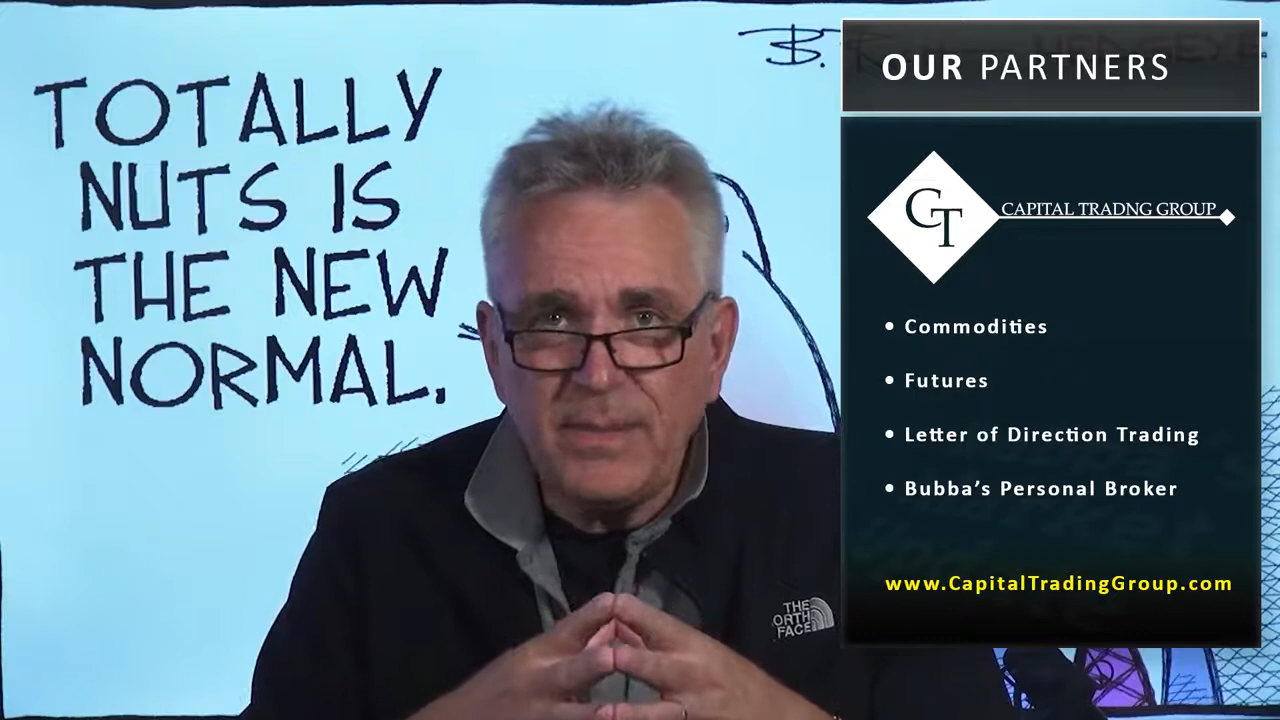 TOTALLY
NUTS IS
THE NEW
NORMAL.
B.
OUR PARTNERS
CT
CAPITAL TRADNG GROUP
• Commodities
• Futures
• Letter of Direction Trading
• Bubba’s Personal Broker
www.CapitalTradingGroup.com
THE
ORTH
FACE